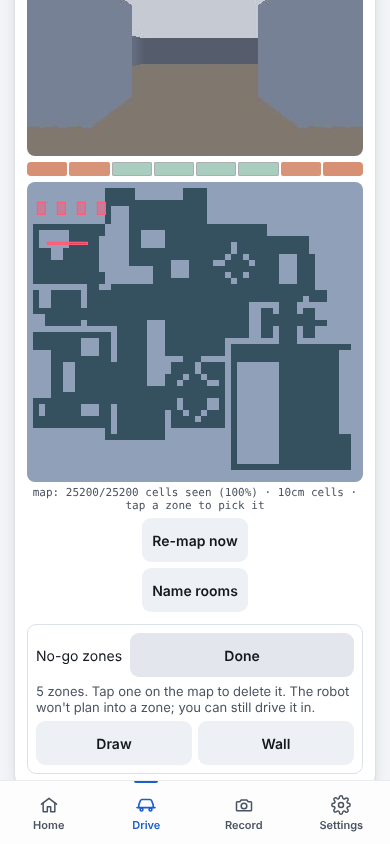 map: 25200/25200 cells seen (100%) · 10cm cells ·
tap a zone to pick it
Re-map now
Name rooms
No-go zones
Done
5 zones. Tap one on the map to delete it. The robot
won't plan into a zone; you can still drive it in.
Draw
Wall
Home
Drive
Record
Settings